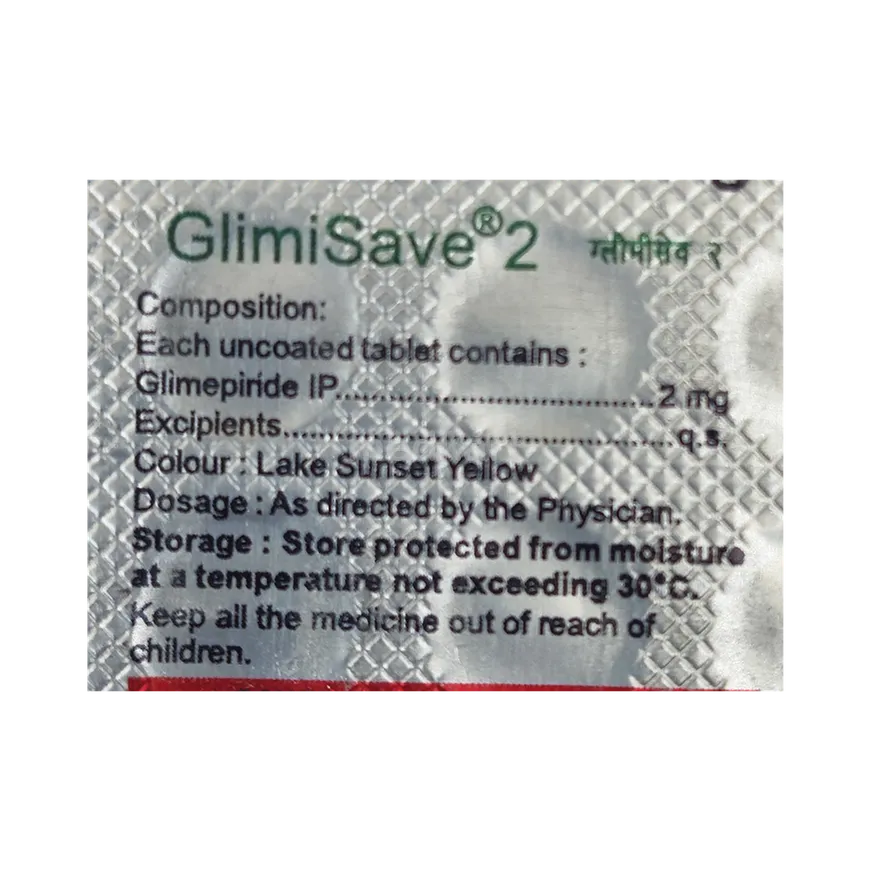 GlimiSave®2 ग्लीमीसेव २
Composition:
Each uncoated tablet contains :
Glimepiride IP..................................2 mg
Excipients..........................................q.s.
Colour : Lake Sunset Yellow
Dosage : As directed by the Physician.
Storage : Store protected from moisture
at a temperature not exceeding 30°C.
Keep all the medicine out of reach of
children.